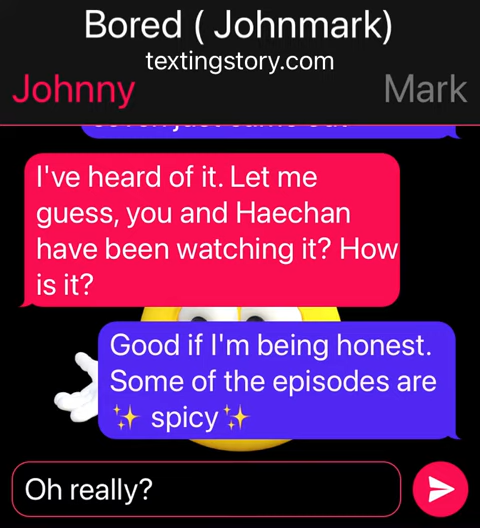 Bored ( Johnmark)
textingstory.com
Johnny Mark
I've heard of it. Let me
guess, you and Haechan
have been watching it? How
is it?
Good if I'm being honest.
Some of the episodes are
✨ spicy✨
Oh really?